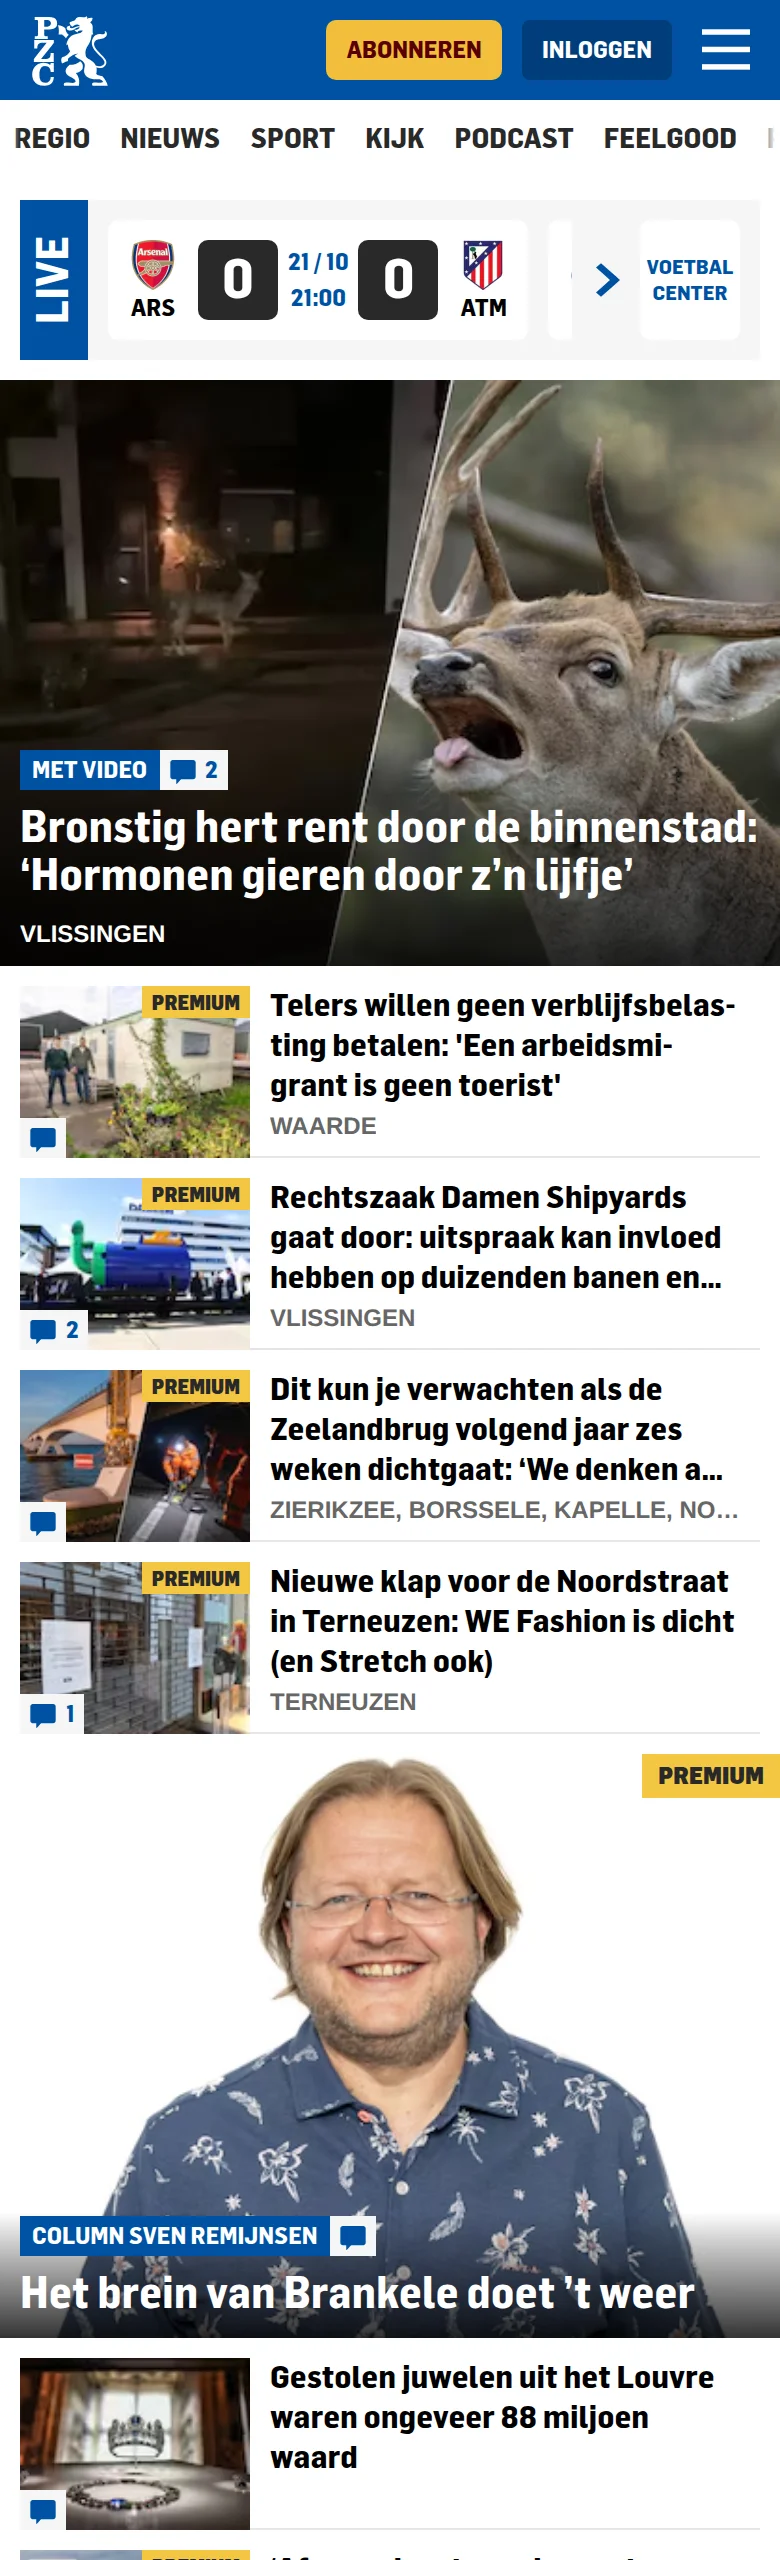 PZC
ABONNEREN
INLOGGEN
REGIO NIEUWS SPORT KIJK PODCAST FEELGOOD
LIVE
Arsenal
ARS
0
21 / 10
21:00
0
ATM
VOETBAL
CENTER
MET VIDEO
2
Bronstig hert rent door de binnenstad:
‘Hormonen gieren door z’n lijfje’
VLISSINGEN
PREMIUM
Telers willen geen verblijfsbelas-
ting betalen: 'Een arbeidsmi-
grant is geen toerist'
WAARDE
PREMIUM
2
Rechtszaak Damen Shipyards
gaat door: uitspraak kan invloed
hebben op duizenden banen en...
VLISSINGEN
PREMIUM
Dit kun je verwachten als de
Zeelandbrug volgend jaar zes
weken dichtgaat: ‘We denken a...
ZIERIKZEE, BORSSELE, KAPELLE, NO...
PREMIUM
1
Nieuwe klap voor de Noordstraat
in Terneuzen: WE Fashion is dicht
(en Stretch ook)
TERNEUZEN
PREMIUM
COLUMN SVEN REMIJNSEN
Het brein van Brankele doet ’t weer
Gestolen juwelen uit het Louvre
waren ongeveer 88 miljoen
waard